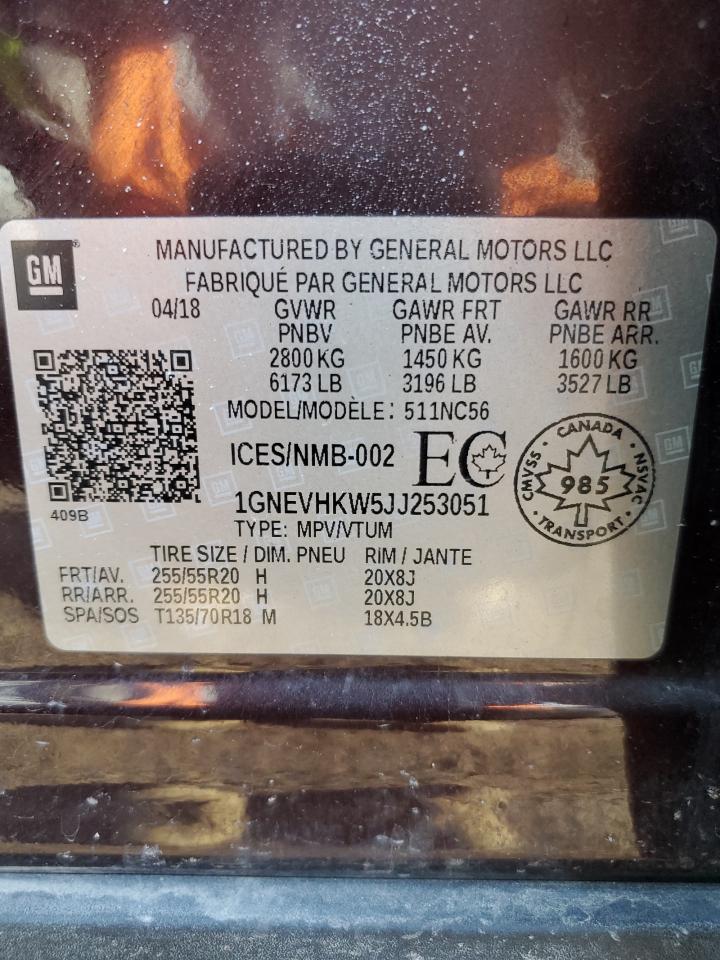 GM®
MANUFACTURED BY GENERAL MOTORS LLC
FABRIQUÉ PAR GENERAL MOTORS LLC
04/18 GVWR GAWR FRT GAWR RR
PNBV PNBE AV. PNBE ARR.
2800 KG 1450 KG 1600 KG
6173 LB 3196 LB 3527 LB
MODEL/MODÈLE: 511NC56
ICES/NMB-002 EC
CANADA
CMVSS 985 NSVAC
TRANSPORT
409B
1GNEVHKW5JJ253051
TYPE: MPV/VTUM
TIRE SIZE / DIM. PNEU RIM / JANTE
FRT/AV. 255/55R20 H 20X8J
RR/ARR. 255/55R20 H 20X8J
SPA/SOS T135/70R18 M 18X4.5B